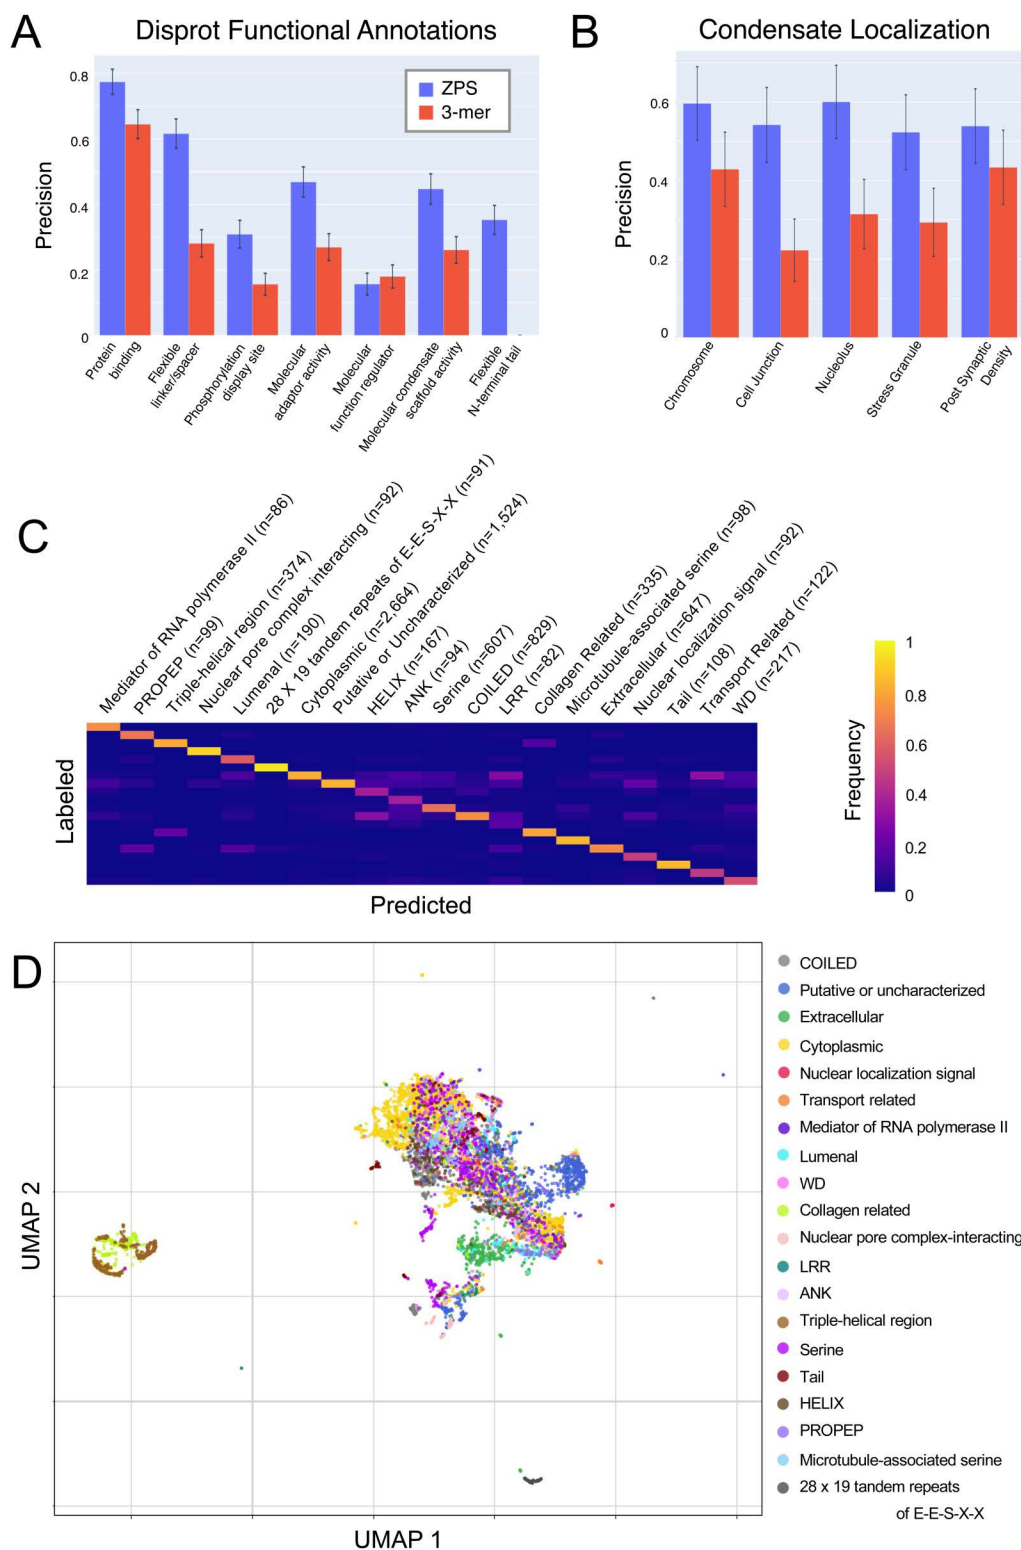 A
Disprot Functional Annotations
ZPS
3-mer
Precision
0.8
0.6
0.4
0.2
0
Protein
binding
Flexible
linker/spacer
Phosphorylation
display site
Molecular
adaptor activity
Molecular
function regulator
Molecular condensate
scaffold activity
Flexible
N-terminal tail
B
Condensate Localization
Precision
0.6
0.4
0.2
0
Chromosome
Cell Junction
Nucleolus
Stress Granule
Post Synaptic
Density
C
Mediator of RNA polymerase II (n=86)
PROPEP (n=99)
Triple-helical region (n=374)
Nuclear pore complex interacting (n=92)
Lumenal (n=190)
28 X 19 tandem repeats of E-E-S-X-X (n=91)
Cytoplasmic (n=2,664)
Putative or Uncharacterized (n=1,524)
HELIX (n=167)
ANK (n=94)
Serine (n=607)
COILED (n=829)
LRR (n=82)
Collagen Related (n=335)
Microtubule-associated serine (n=98)
Extracellular (n=647)
Nuclear localization signal (n=92)
Tail (n=108)
Transport Related (n=122)
WD (n=217)
Labeled
Predicted
Frequency
1
0.8
0.6
0.4
0.2
0
D
UMAP 2
UMAP 1
COILED
Putative or uncharacterized
Extracellular
Cytoplasmic
Nuclear localization signal
Transport related
Mediator of RNA polymerase II
Lumenal
WD
Collagen related
Nuclear pore complex-interacting
LRR
ANK
Triple-helical region
Serine
Tail
HELIX
PROPEP
Microtubule-associated serine
28 x 19 tandem repeats
of E-E-S-X-X